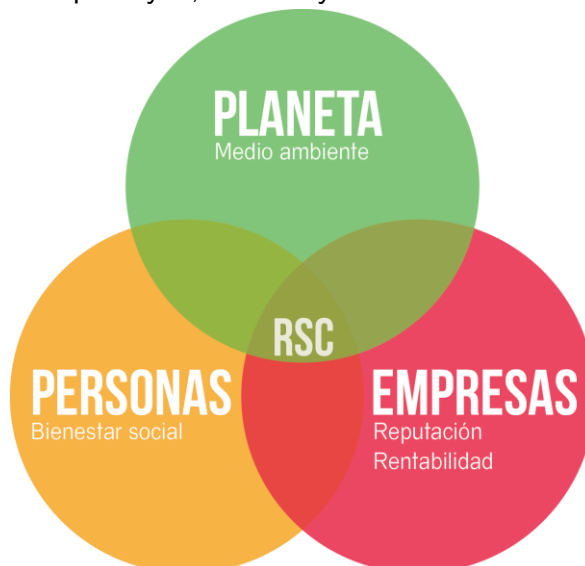 PLANETA
Medio ambiente
RSC
PERSONAS
Bienestar social
EMPRESAS
Reputación
Rentabilidad